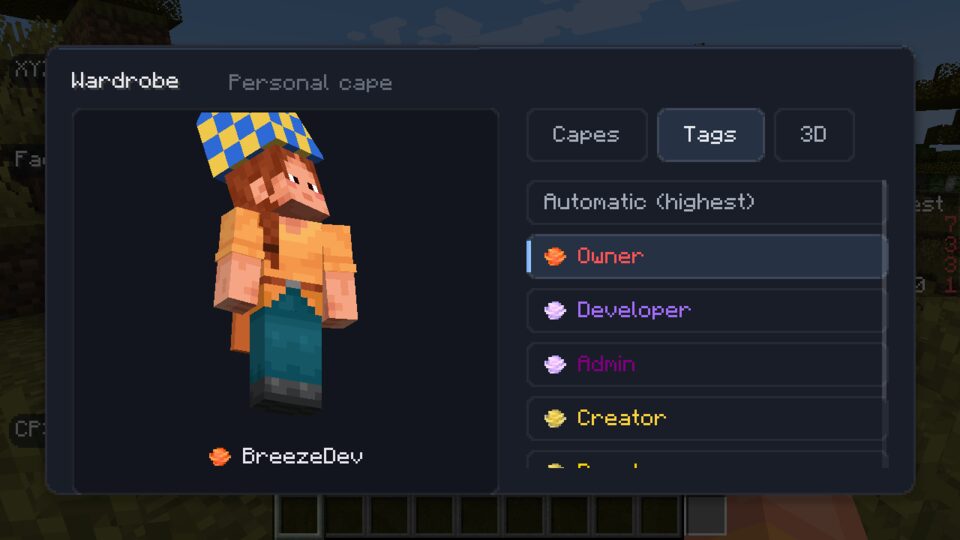 Wardrobe Personal cape
Capes Tags 3D
Automatic (highest)
Owner
Developer
Admin
Creator
BreezeDev